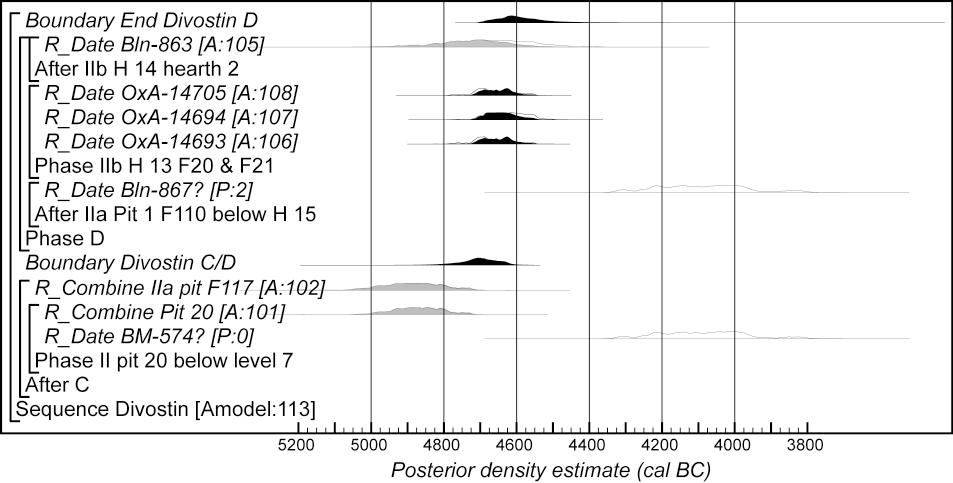 Boundary End Divostin D
R_Date Bln-863 [A:105]
After IIb H 14 hearth 2
R_Date OxA-14705 [A:108]
R_Date OxA-14694 [A:107]
R_Date OxA-14693 [A:106]
Phase IIb H 13 F20 & F21
R_Date Bln-867? [P:2]
After IIa Pit 1 F110 below H 15
Phase D
Boundary Divostin C/D
R_Combine IIa pit F117 [A:102]
R_Combine Pit 20 [A:101]
R_Date BM-574? [P:0]
Phase II pit 20 below level 7
After C
Sequence Divostin [Amodel:113]
5200 5000 4800 4600 4400 4200 4000 3800
Posterior density estimate (cal BC)